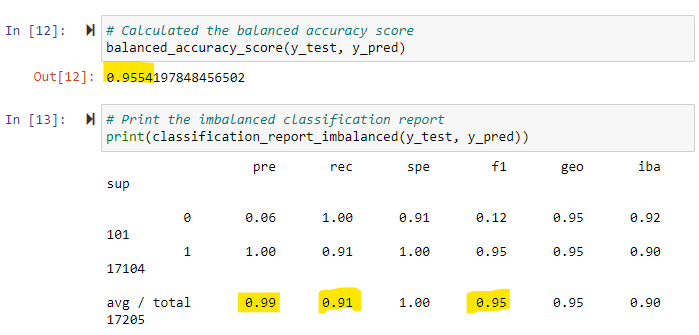 In [12]: # Calculated the balanced accuracy score
balanced_accuracy_score(y_test, y_pred)
Out[12]: 0.9554197848456502
In [13]: # Print the imbalanced classification report
print(classification_report_imbalanced(y_test, y_pred))
pre rec spe f1 geo iba
sup
0 0.06 1.00 0.91 0.12 0.95 0.92
101
1 1.00 0.91 1.00 0.95 0.95 0.90
17104
avg / total 0.99 0.91 1.00 0.95 0.95 0.90
17205